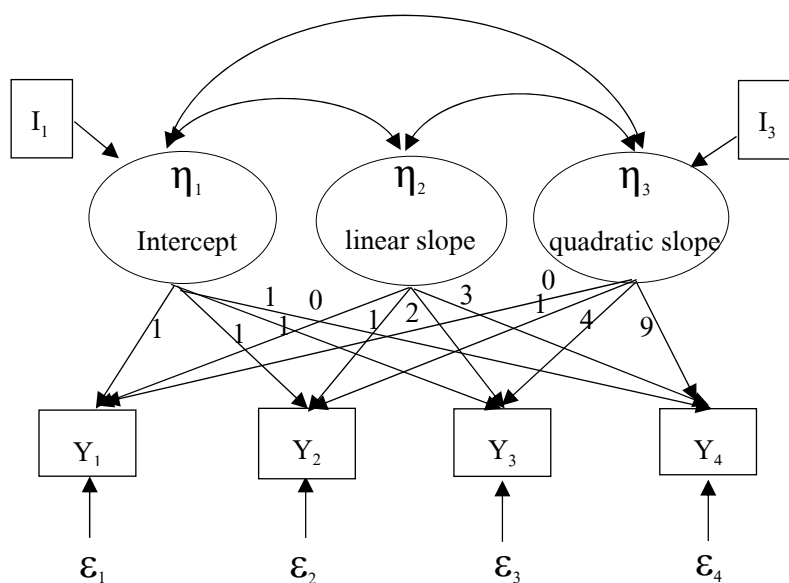 I₁
I₃
η₁
η₂
η₃
Intercept
linear slope
quadratic slope
1 0 1 1 1 1 2 3 0 1 4 9
Y₁
Y₂
Y₃
Y₄
ε₁
ε₂
ε₃
ε₄